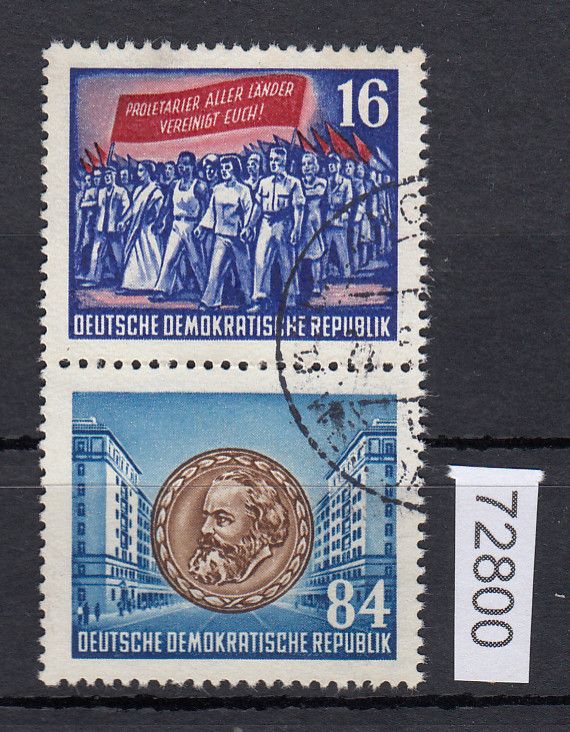 PROLETARIER ALLER LÄNDER
VEREINIGT EUCH!
16
DEUTSCHE DEMOKRATISCHE REPUBLIK
84
DEUTSCHE DEMOKRATISCHE REPUBLIK
72800